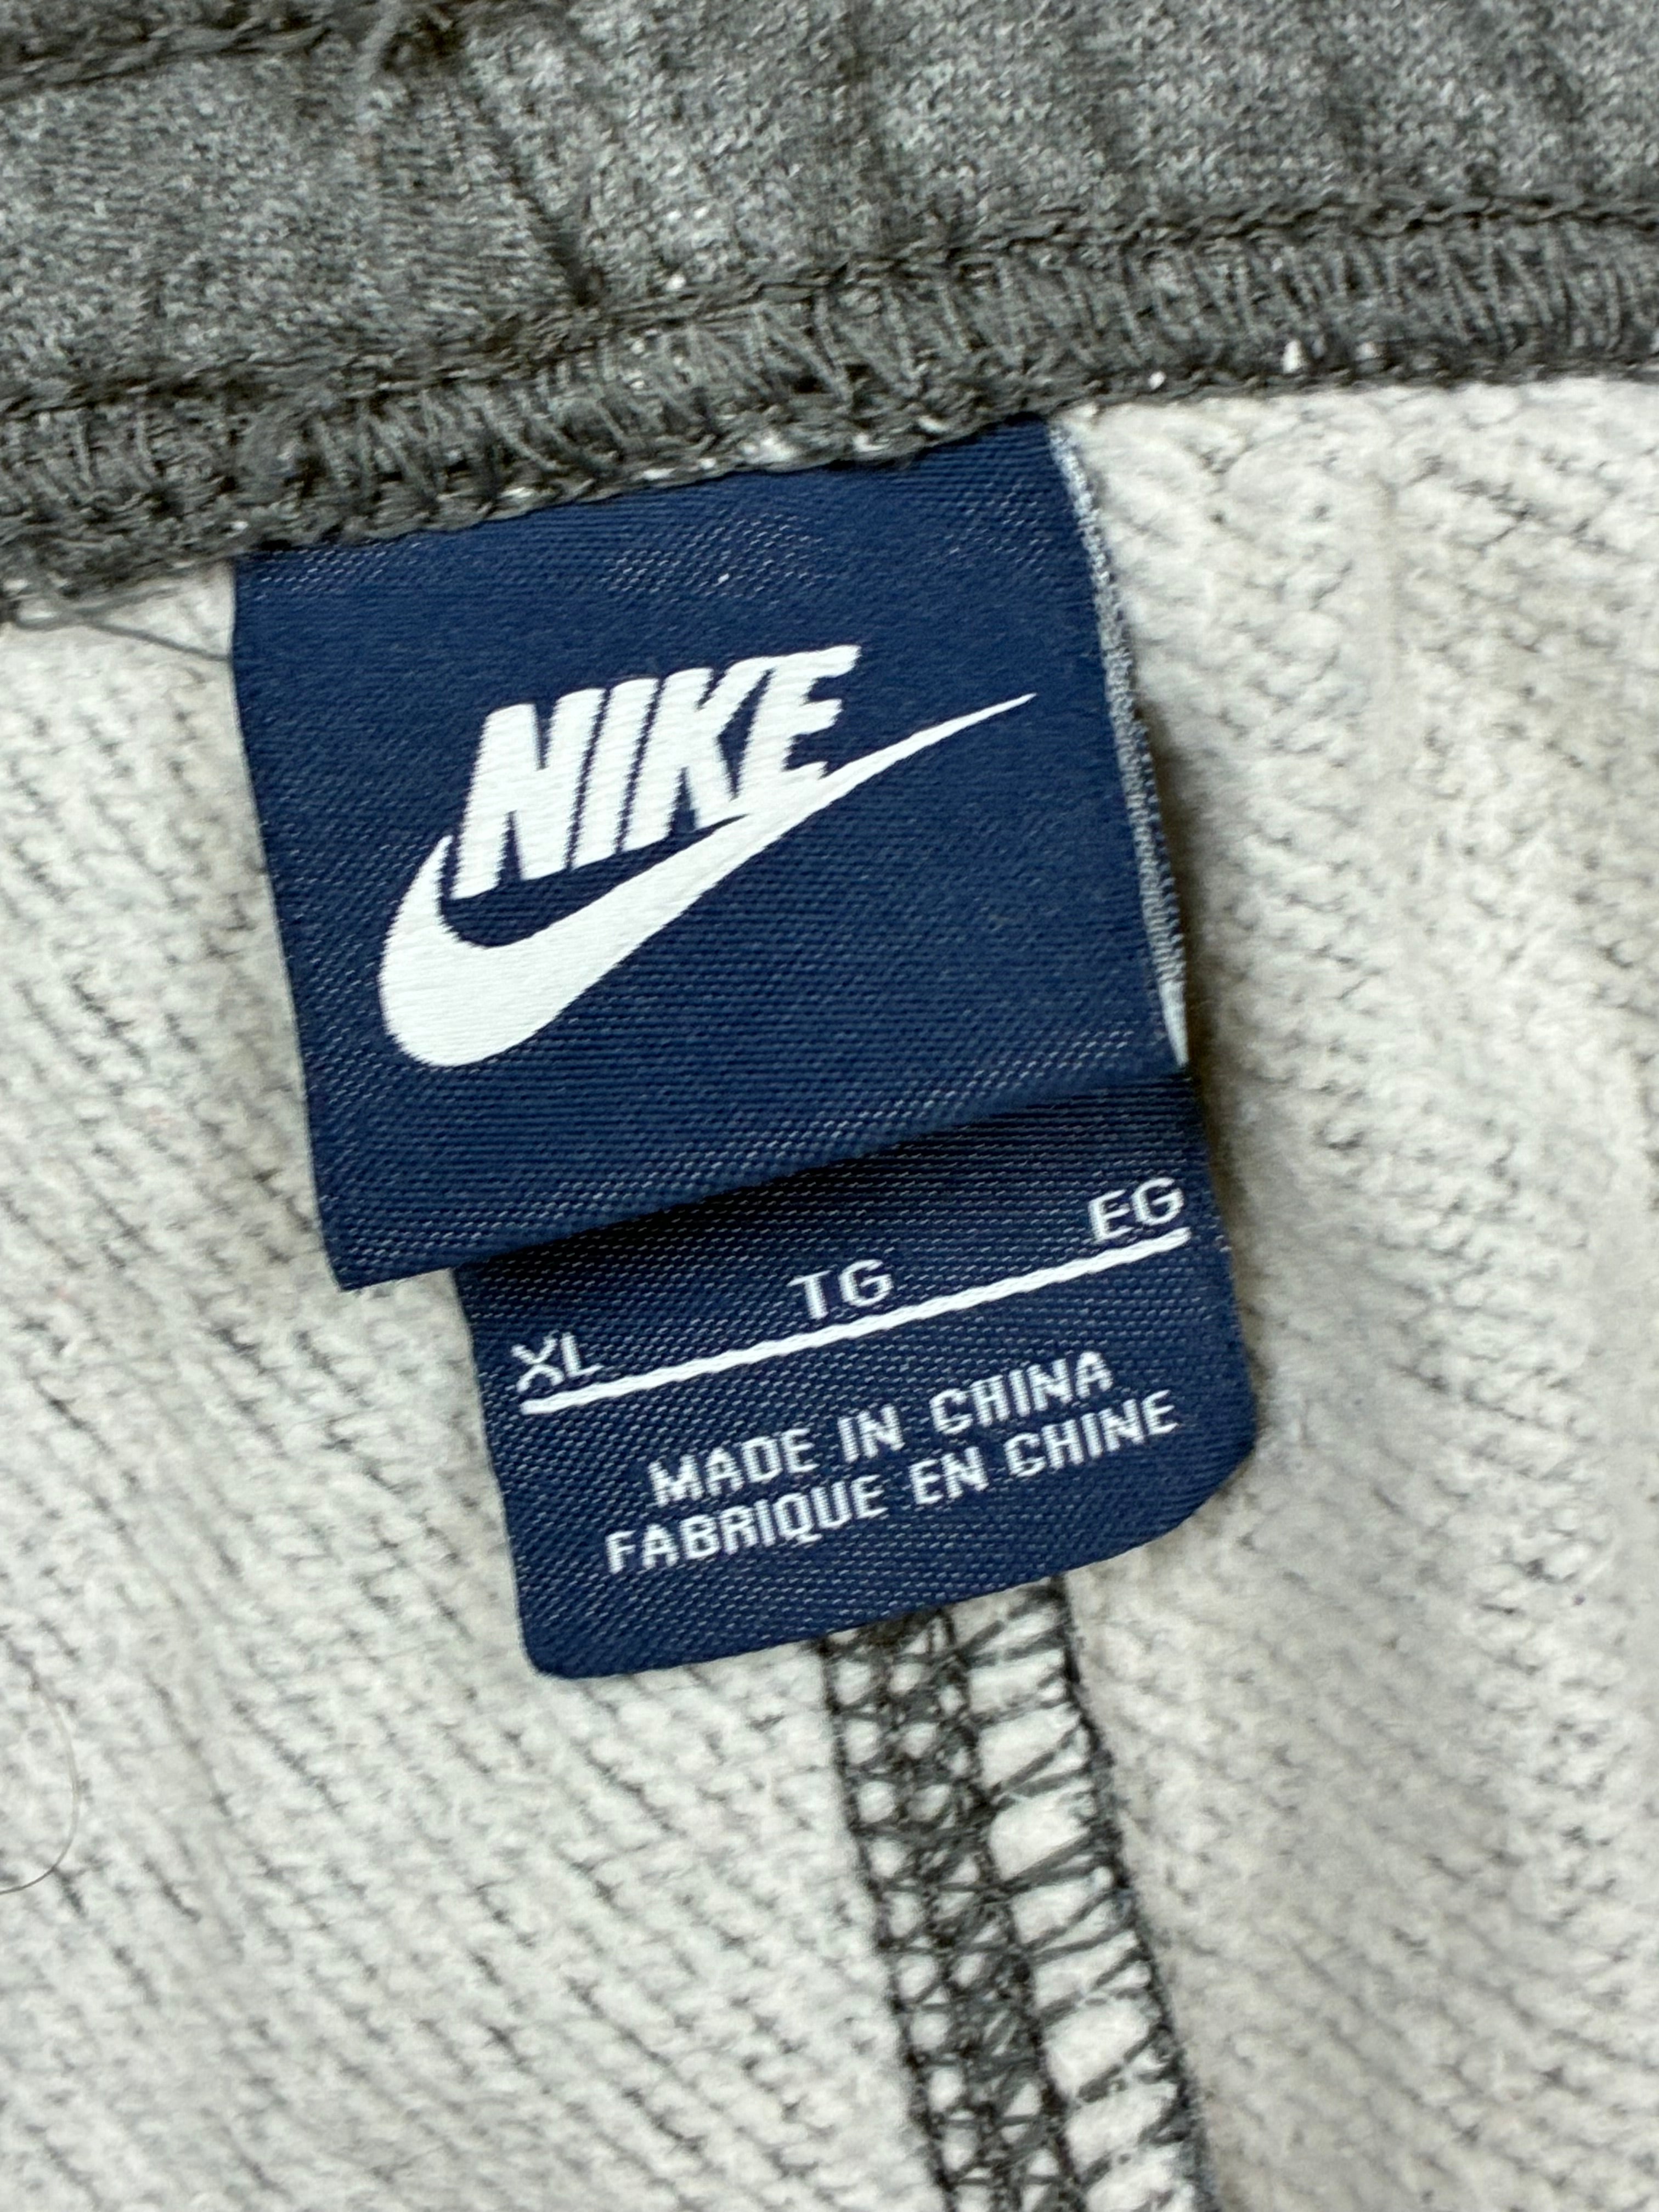 NIKE
XL TG EG
MADE IN CHINA
FABRIQUE EN CHINE